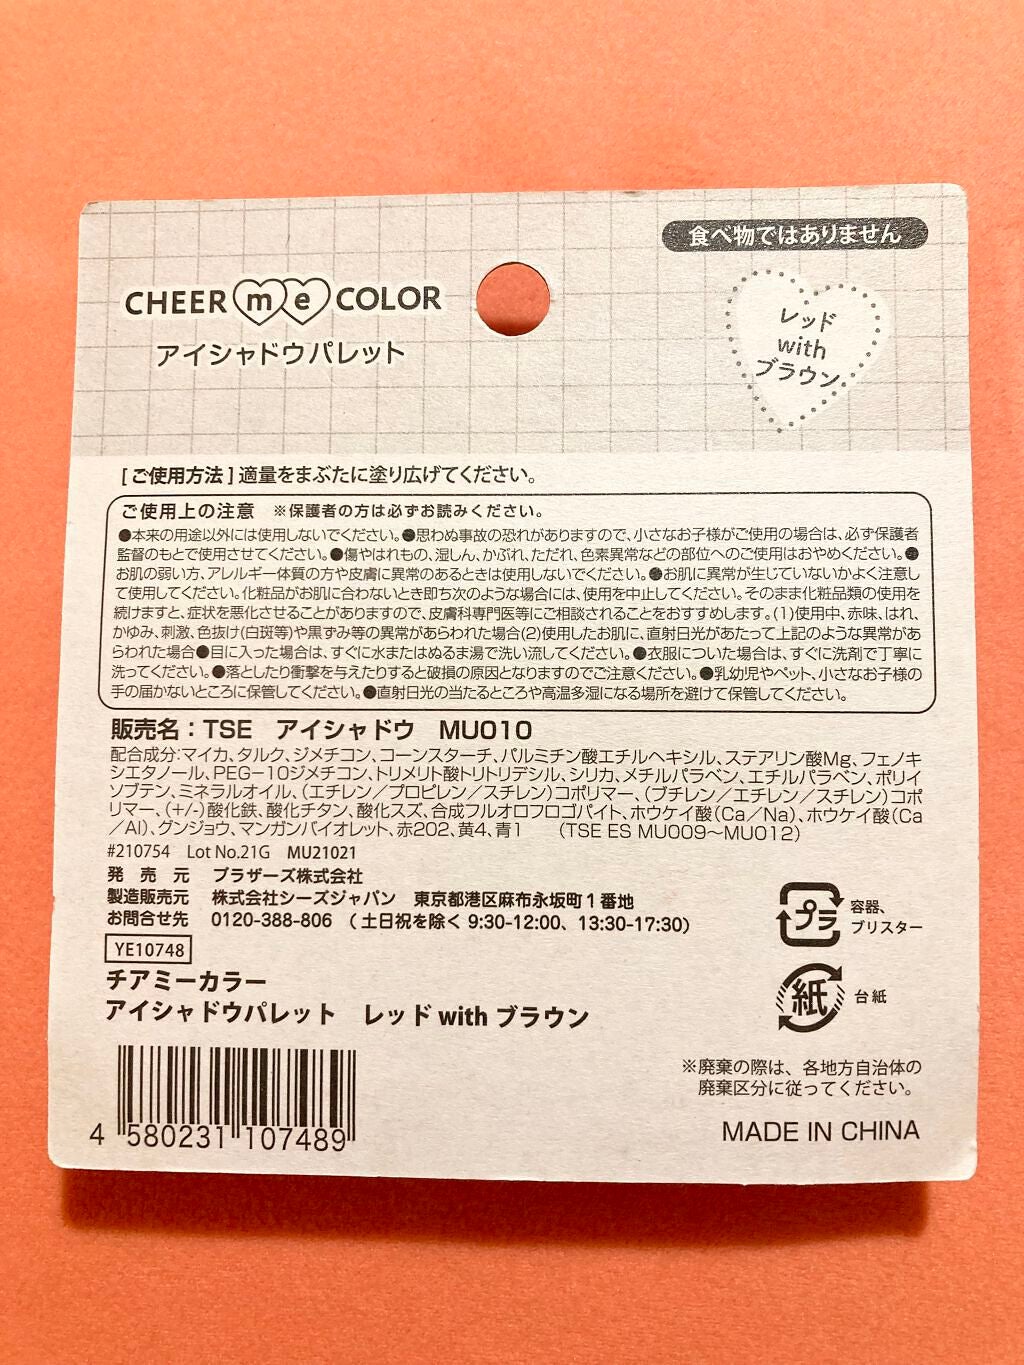 食べ物ではありません
CHEER me COLOR
アイシャドウパレット
レッド
with
ブラウン
[ご使用方法]適量をまぶたに塗り広げてください。
ご使用上の注意 ※保護者の方は必ずお読みください。
●本来の用途以外には使用しないでください。●思わぬ事故の恐れがありますので、小さなお子様がご使用の場合は、必ず保護者
監督のもとで使用させてください。●傷やはれもの、湿しん、かぶれ、ただれ、色素異常などの部位へのご使用はおやめください。●
お肌の弱い方、アレルギー体質の方や皮膚に異常のあるときは使用しないでください。●お肌に異常が生じていないかよく注意し
て使用してください。化粧品がお肌に合わないとき即ち次のような場合には、使用を中止してください。そのまま化粧品類の使用を
続けますと、症状を悪化させることがありますので、皮膚科専門医等にご相談されることをおすすめします。(1)使用中、赤味、はれ、
かゆみ、刺激、色抜け(白斑等)や黒ずみ等の異常があらわれた場合(2)使用したお肌に、直射日光があたって上記のような異常があ
らわれた場合●目に入った場合は、すぐに水またはぬるま湯で洗い流してください。●衣服についた場合は、すぐに洗剤で丁寧に
洗ってください。●落としたり衝撃を与えたりすると破損の原因となりますのでご注意ください。●乳幼児やペット、小さなお子様の
手の届かないところに保管してください。●直射日光の当たるところや高温多湿になる場所を避けて保管してください。
販売名:TSE アイシャドウ MU010
配合成分:マイカ、タルク、ジメチコン、コーンスターチ、パルミチン酸エチルヘキシル、ステアリン酸Mg、フェノキ
シエタノール、PEG-10ジメチコン、トリメリト酸トリトリデシル、シリカ、メチルパラベン、エチルパラベン、ポリイ
ソブテン、ミネラルオイル、(エチレン/プロピレン/スチレン)コポリマー、(ブチレン/エチレン/スチレン)コポ
リマー、(+/-)酸化鉄、酸化チタン、酸化スズ、合成フルオロフロゴパイト、ホウケイ酸(Ca/Na)、ホウケイ酸(Ca
/Al)、グンジョウ、マンガンバイオレット、赤202、黄4、青1 (TSE ES MU009～MU012)
#210754 Lot No.21G MU21021
発売元 ブラザーズ株式会社
製造販売元 株式会社シーズジャパン 東京都港区麻布永坂町1番地
お問合せ先 0120-388-806 (土日祝を除く 9:30-12:00、13:30-17:30)
YE10748
チアミーカラー
アイシャドウパレット レッド with ブラウン
プラ 容器、
ブリスター
紙 台紙
※廃棄の際は、各地方自治体の
廃棄区分に従ってください。
4 580231 107489
MADE IN CHINA